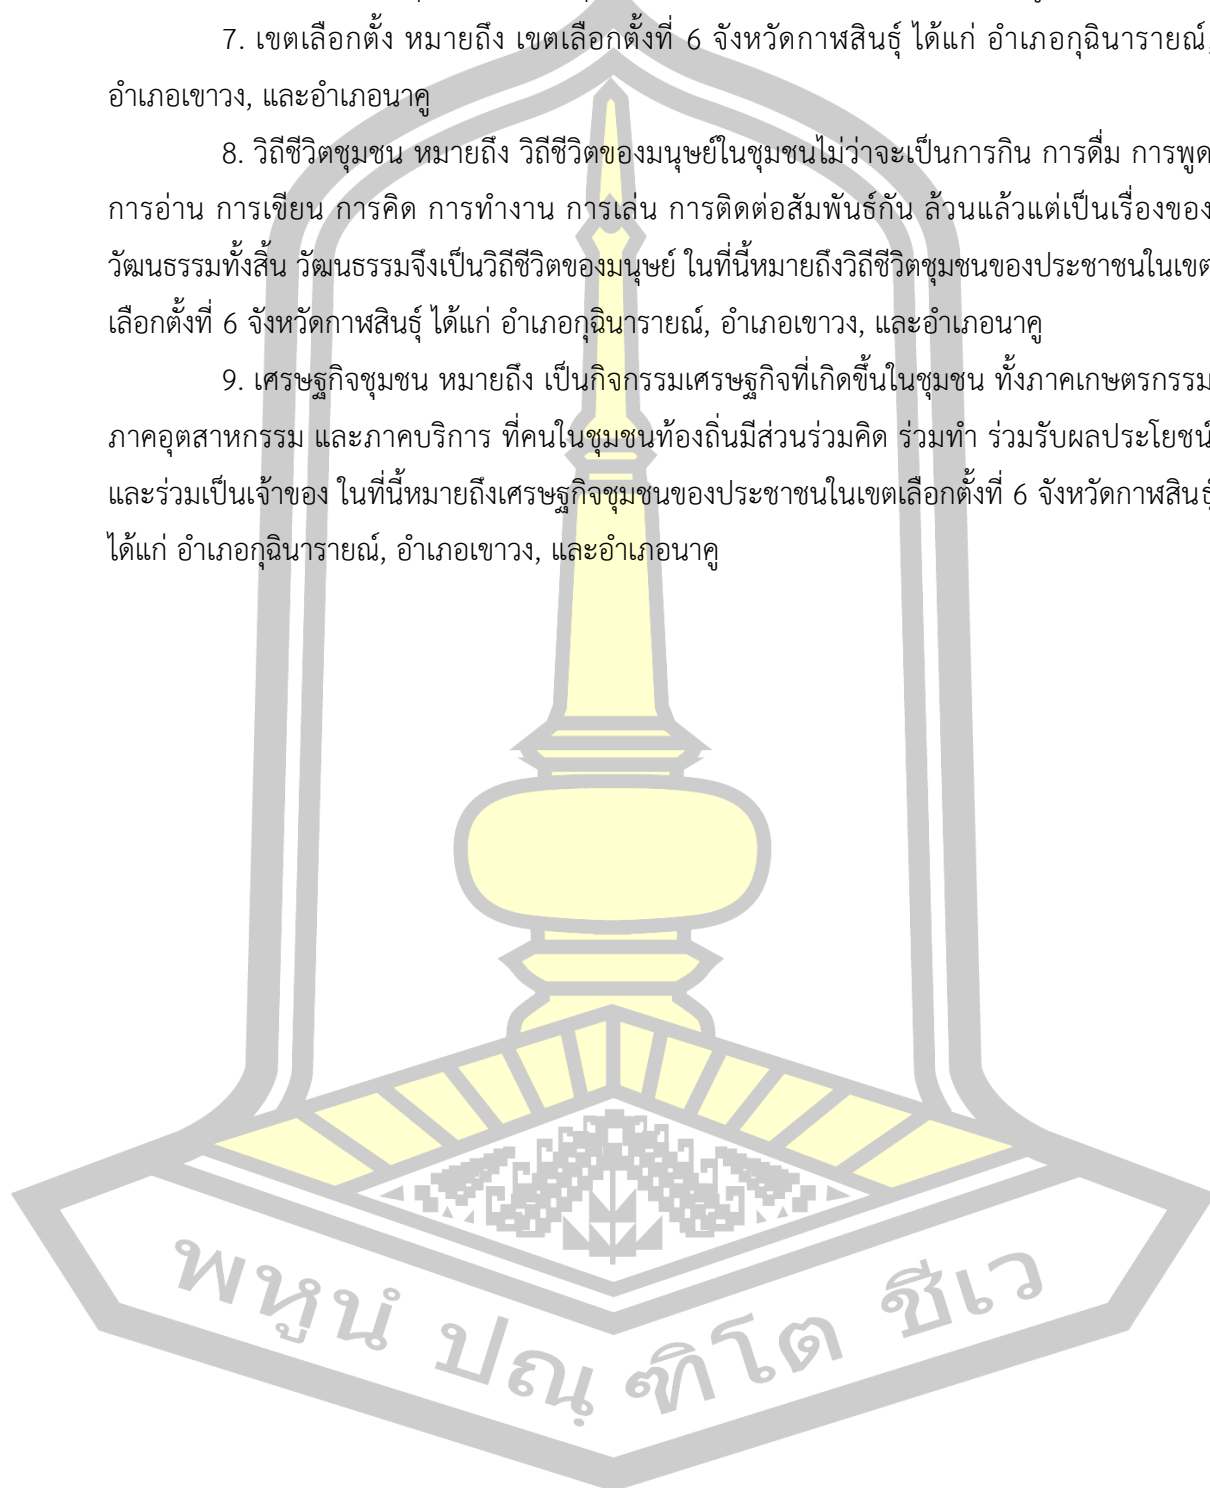 7. เขตเลือกตั้ง หมายถึง เขตเลือกตั้งที่ 6 จังหวัดกาฬสินธุ์ ได้แก่ อำเภอกุฉินารายณ์,
อำเภอเขาวง, และอำเภอนาคู
8. วิถีชีวิตชุมชน หมายถึง วิถีชีวิตของมนุษย์ในชุมชนไม่ว่าจะเป็นการกิน การดื่ม การพูด
การอ่าน การเขียน การคิด การทำงาน การเล่น การติดต่อสัมพันธ์กัน ล้วนแล้วแต่เป็นเรื่องของ
วัฒนธรรมทั้งสิ้น วัฒนธรรมจึงเป็นวิถีชีวิตของมนุษย์ ในที่นี้หมายถึงวิถีชีวิตชุมชนของประชาชนในเขต
เลือกตั้งที่ 6 จังหวัดกาฬสินธุ์ ได้แก่ อำเภอกุฉินารายณ์, อำเภอเขาวง, และอำเภอนาคู
9. เศรษฐกิจชุมชน หมายถึง เป็นกิจกรรมเศรษฐกิจที่เกิดขึ้นในชุมชน ทั้งภาคเกษตรกรรม
ภาคอุตสาหกรรม และภาคบริการ ที่คนในชุมชนท้องถิ่นมีส่วนร่วมคิด ร่วมทำ ร่วมรับผลประโยชน์
และร่วมเป็นเจ้าของ ในที่นี้หมายถึงเศรษฐกิจชุมชนของประชาชนในเขตเลือกตั้งที่ 6 จังหวัดกาฬสินธุ์
ได้แก่ อำเภอกุฉินารายณ์, อำเภอเขาวง, และอำเภอนาคู
พหูนํ ปณฺฑิโต ชีเว